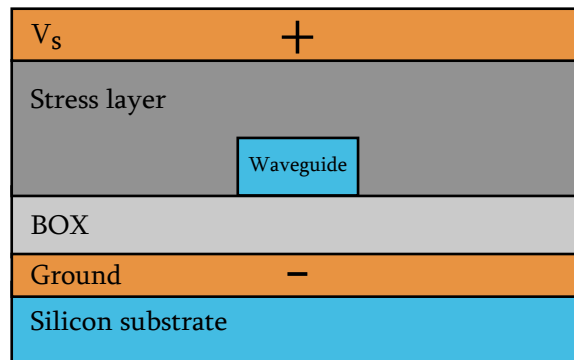 Vs +
Stress layer
Waveguide
BOX
Ground -
Silicon substrate